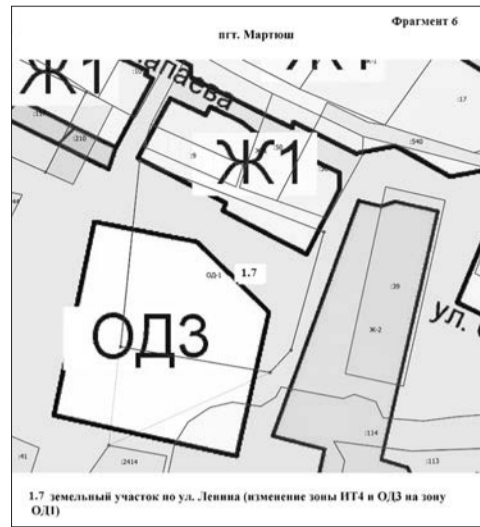 Фрагмент 6
пгт. Мартюш
Ж1
Ж1
:17
:540
:210
:9
Ж1
ОД-1
1.7
:39
ул.
ОДЗ
Ж-2
:114
:41
:2414
:113
1.7 земельный участок по ул. Ленина (изменение зоны ИТ4 и ОДЗ на зону
ОД1)